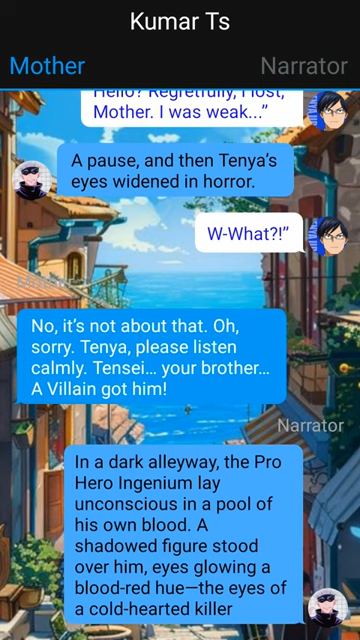 Kumar Ts
Mother
Narrator
Hello? Regretfully, I lost,
Mother. I was weak...”
A pause, and then Tenya’s
eyes widened in horror.
W-What?!”
No, it’s not about that. Oh,
sorry. Tenya, please listen
calmly. Tensei... your brother...
A Villain got him!
Narrator
In a dark alleyway, the Pro
Hero Ingenium lay
unconscious in a pool of
his own blood. A
shadowed figure stood
over him, eyes glowing a
blood-red hue—the eyes of
a cold-hearted killer